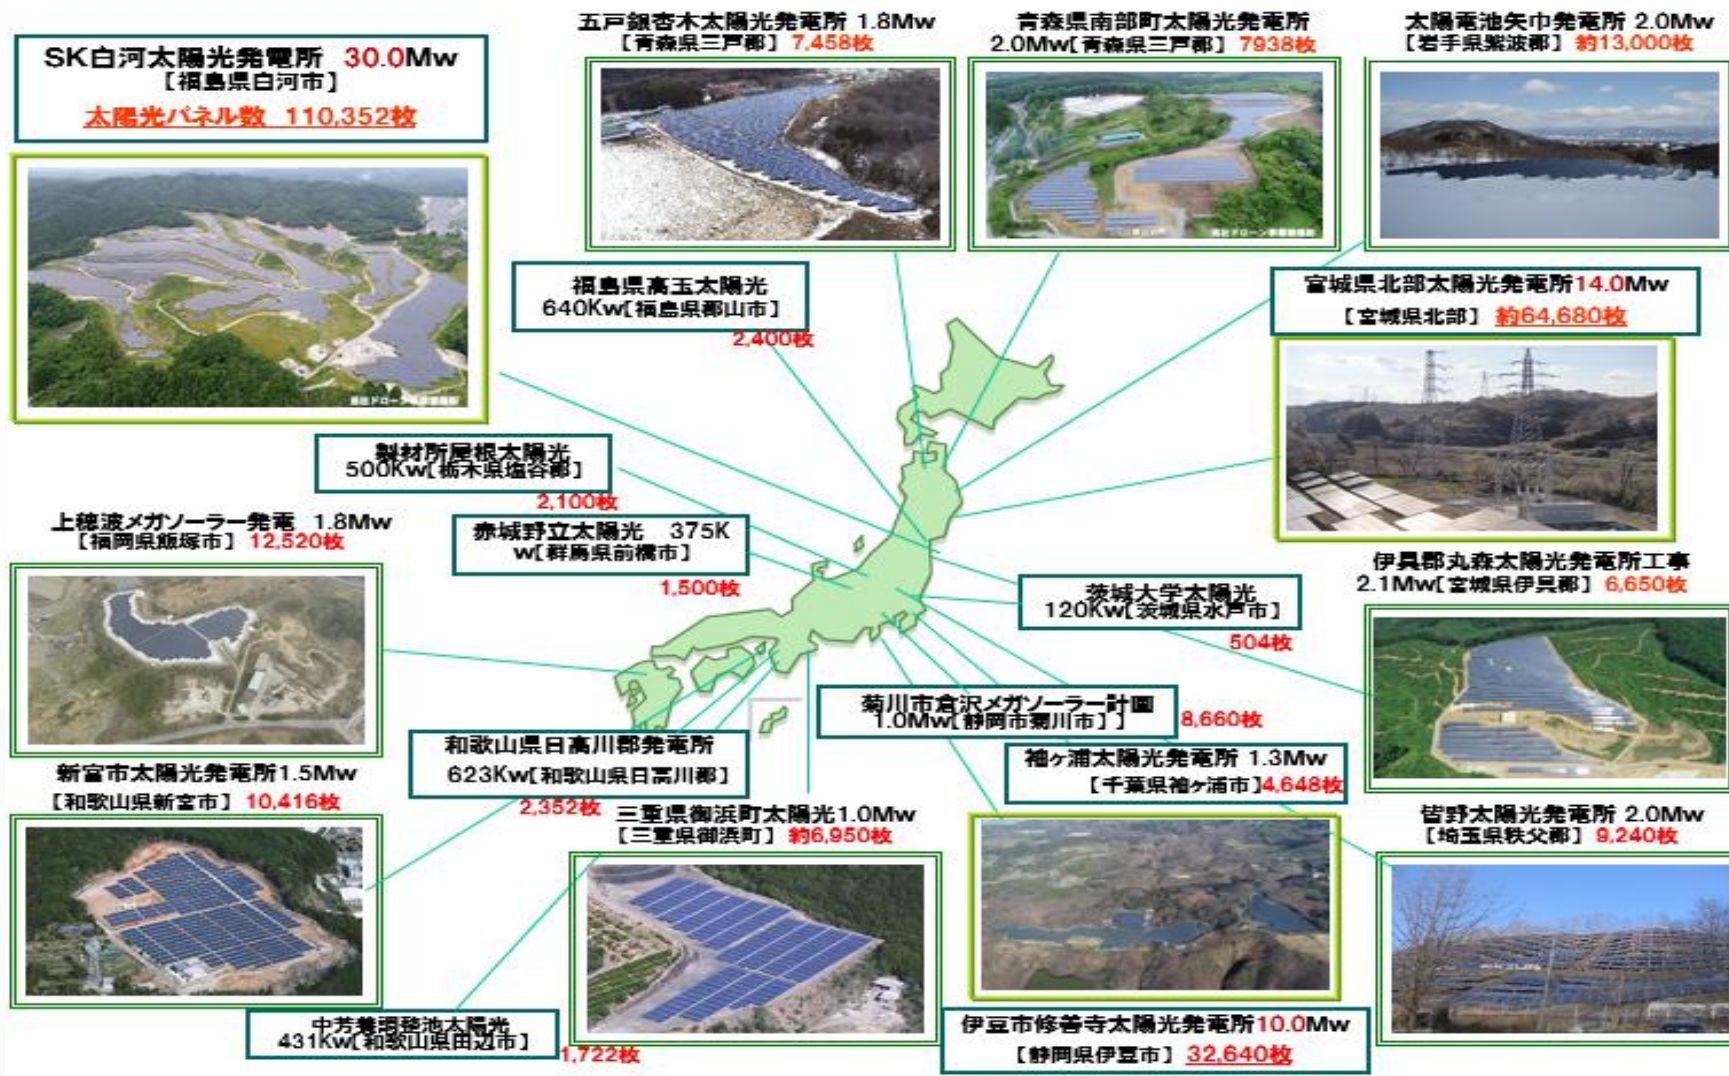 SK白河太陽光発電所 30.0Mw
【福島県白河市】
太陽光パネル数 110,352枚
五戸銀杏木太陽光発電所 1.8Mw
【青森県三戸郡】 7,458枚
青森県南部町太陽光発電所
2.0Mw【青森県三戸郡】 7938枚
太陽電池矢巾発電所 2.0Mw
【岩手県紫波郡】 約13,000枚
福島県高玉太陽光
640Kw[福島県郡山市]
2,400枚
宮城県北部太陽光発電所14.0Mw
【宮城県北部】 約64,680枚
製材所屋根太陽光
500Kw[栃木県塩谷郡]
2,100枚
上穂波メガソーラー発電 1.8Mw
【福岡県飯塚市】 12,520枚
赤城野立太陽光 375K
w[群馬県前橋市]
1,500枚
茨城大学太陽光
120Kw[茨城県水戸市]
504枚
伊具郡丸森太陽光発電所工事
2.1Mw[宮城県伊具郡] 6,650枚
菊川市倉沢メガソーラー計画
1.0Mw[静岡市菊川市] ]
8,660枚
和歌山県日高川郡発電所
623Kw[和歌山県日高川郡]
2,352枚
袖ヶ浦太陽光発電所 1.3Mw
【千葉県袖ヶ浦市】4,648枚
新宮市太陽光発電所1.5Mw
【和歌山県新宮市】 10,416枚
三重県御浜町太陽光1.0Mw
【三重県御浜町】 約6,950枚
皆野太陽光発電所 2.0Mw
【埼玉県秩父郡】 9,240枚
中芳養調整池太陽光
431Kw[和歌山県田辺市]
1,722枚
伊豆市修善寺太陽光発電所10.0Mw
【静岡県伊豆市】 32,640枚